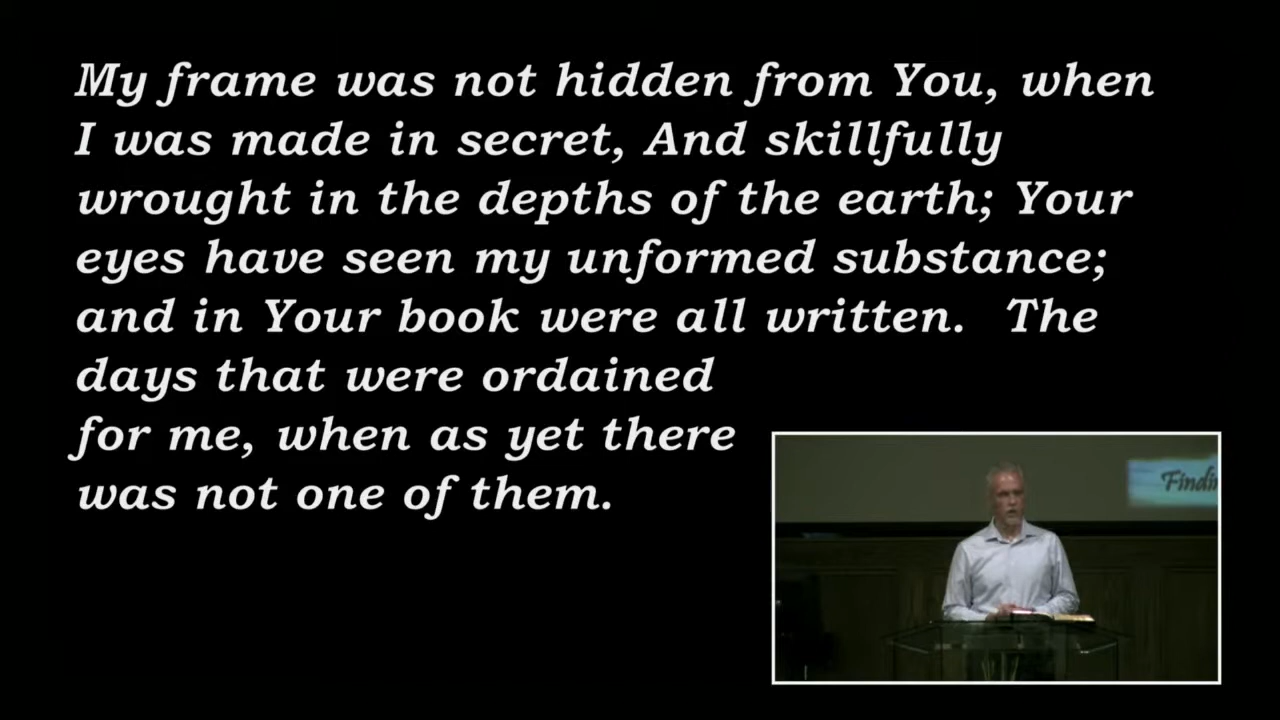 My frame was not hidden from You, when
I was made in secret, And skillfully
wrought in the depths of the earth; Your
eyes have seen my unformed substance;
and in Your book were all written.  The
days that were ordained
for me, when as yet there
was not one of them.